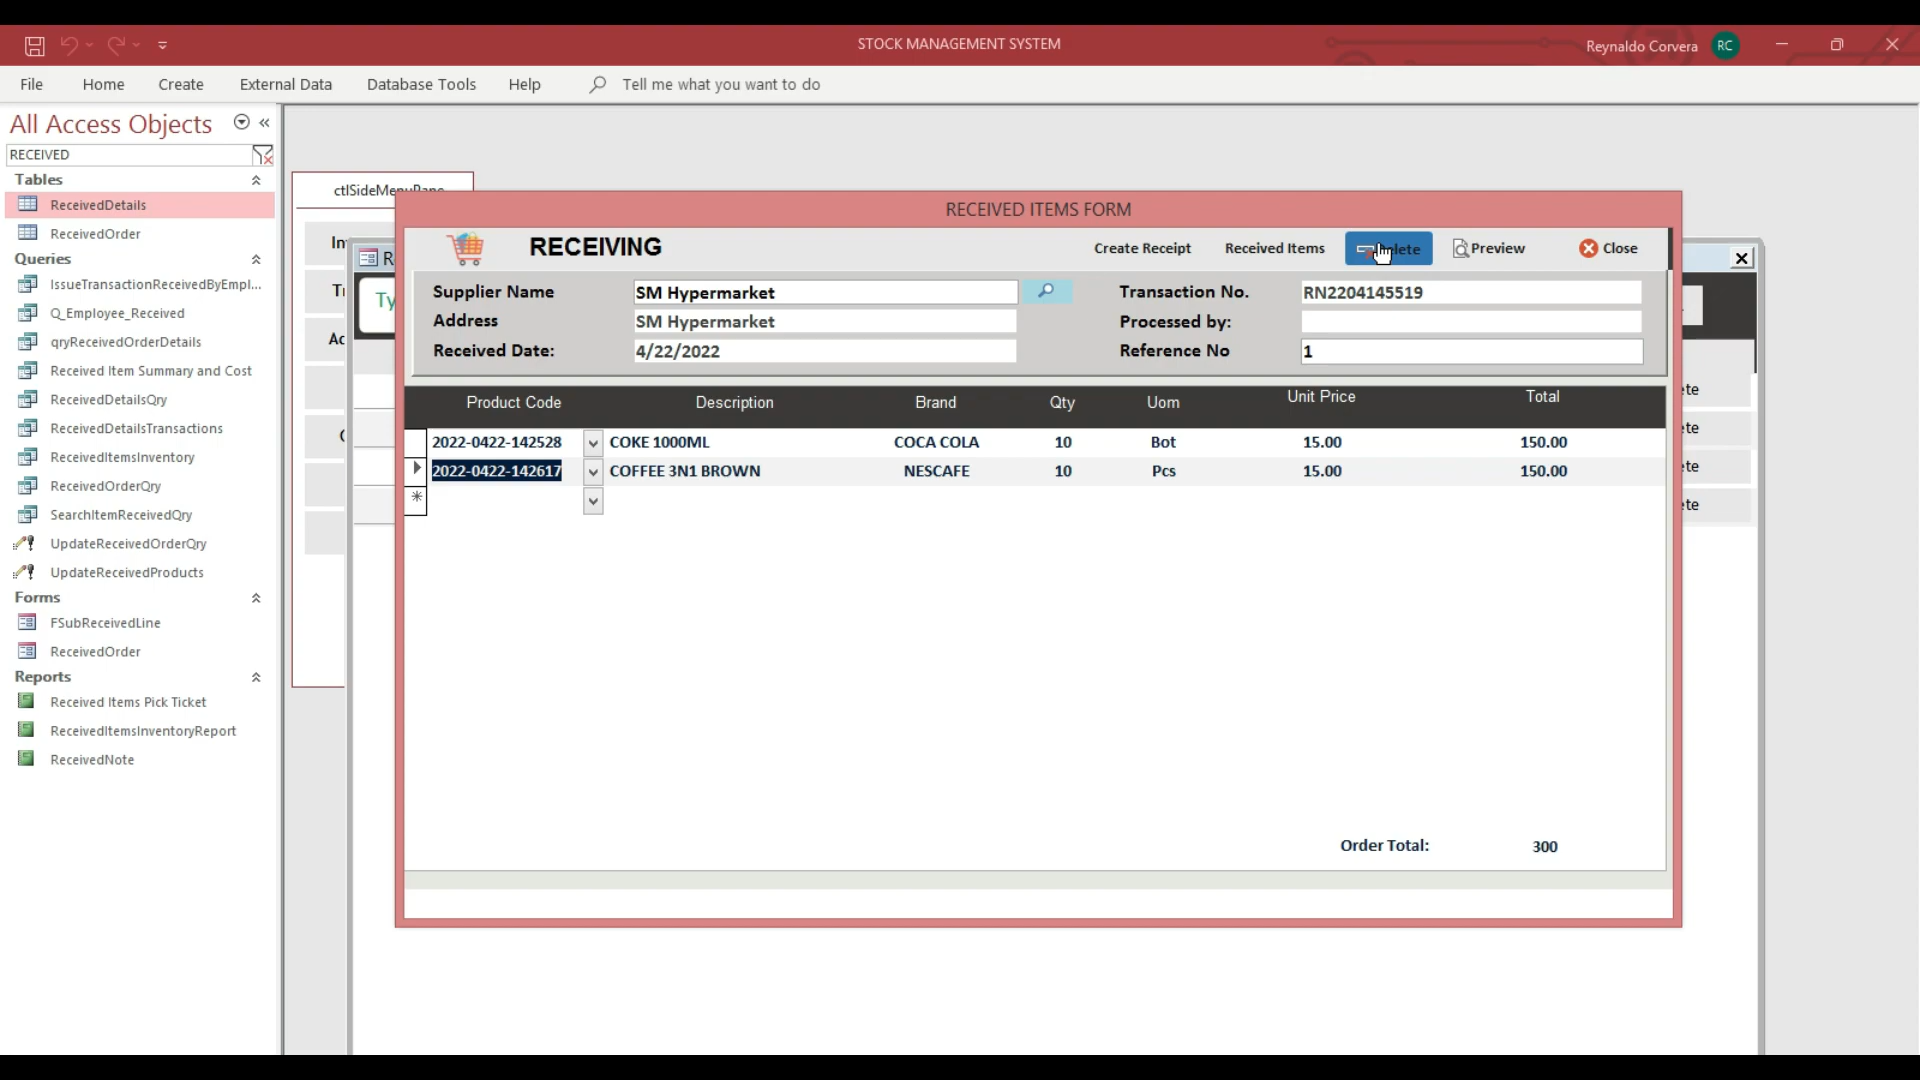 STOCK MANAGEMENT SYSTEM
Reynaldo Corvera RC
File Home Create External Data Database Tools Help Tell me what you want to do
All Access Objects
RECEIVED
Tables
ReceivedDetails
ReceivedOrder
Queries
IssueTransactionReceivedByEmpl...
Q_Employee_Received
qryReceivedOrderDetails
Received Item Summary and Cost
ReceivedDetailsQry
ReceivedDetailsTransactions
ReceivedItemsInventory
ReceivedOrderQry
SearchItemReceivedQry
UpdateReceivedOrderQry
UpdateReceivedProducts
Forms
FSubReceivedLine
ReceivedOrder
Reports
Received Items Pick Ticket
ReceivedItemsInventoryReport
ReceivedNote
ctlSideMenuPane
RECEIVED ITEMS FORM
RECEIVING Create Receipt Received Items Delete Preview Close
Supplier Name SM Hypermarket Transaction No. RN2204145519
Address SM Hypermarket Processed by:
Received Date: 4/22/2022 Reference No 1
Product Code Description Brand Qty Uom Unit Price Total
2022-0422-142528 COKE 1000ML COCA COLA 10 Bot 15.00 150.00
2022-0422-142617 COFFEE 3N1 BROWN NESCAFE 10 Pcs 15.00 150.00
Order Total: 300